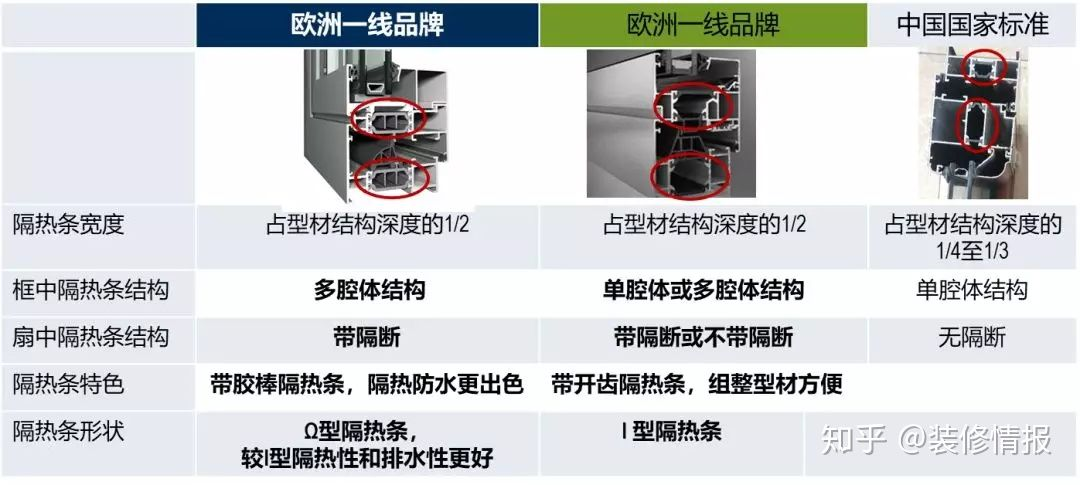 欧洲一线品牌
欧洲一线品牌
中国国家标准
隔热条宽度
占型材结构深度的1/2
占型材结构深度的1/2
占型材结构深度的
1/4至1/3
框中隔热条结构
多腔体结构
单腔体或多腔体结构
单腔体结构
扇中隔热条结构
带隔断
带隔断或不带隔断
无隔断
隔热条特色
带胶棒隔热条，隔热防水更出色
带开齿隔热条，组整型材方便
隔热条形状
Ω型隔热条，
较I型隔热性和排水性更好
I 型隔热条
知乎 @装修情报